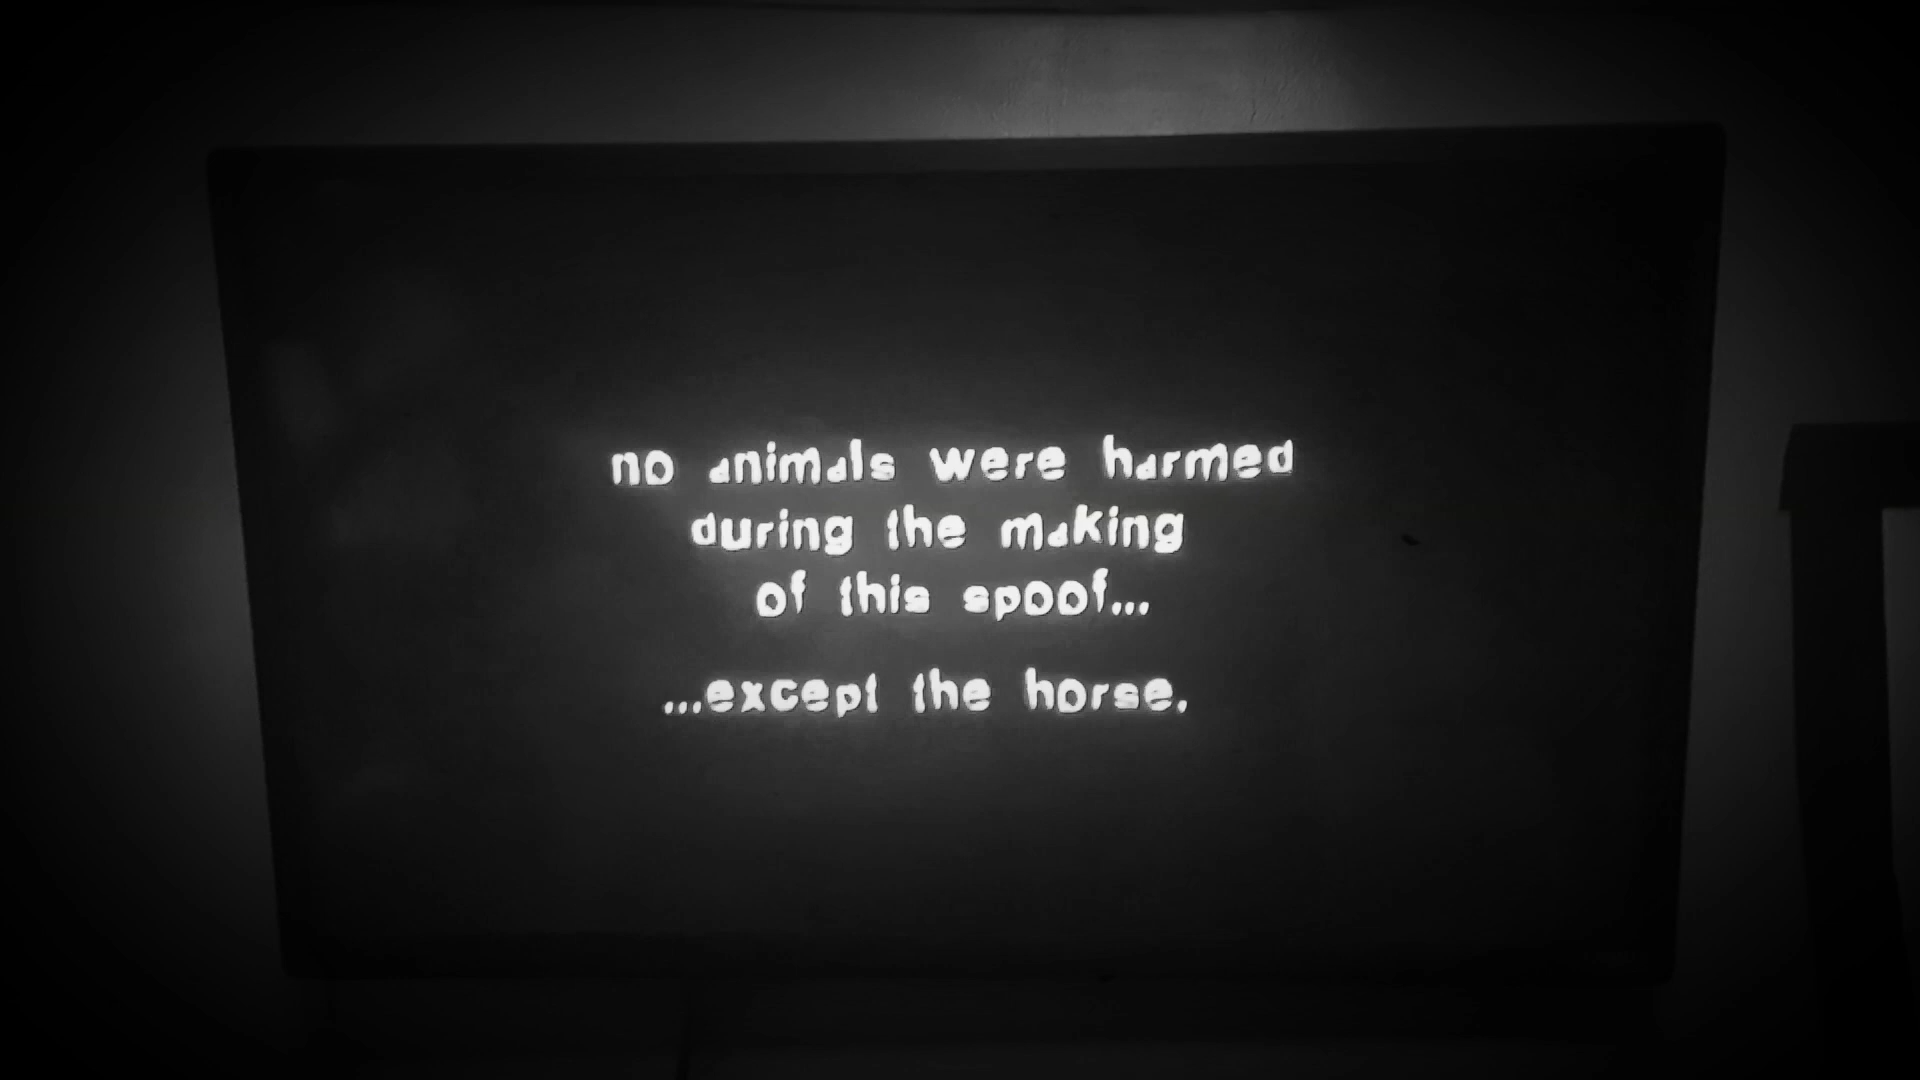 no animals were harmed
during the making
of this spoof...
...except the horse.